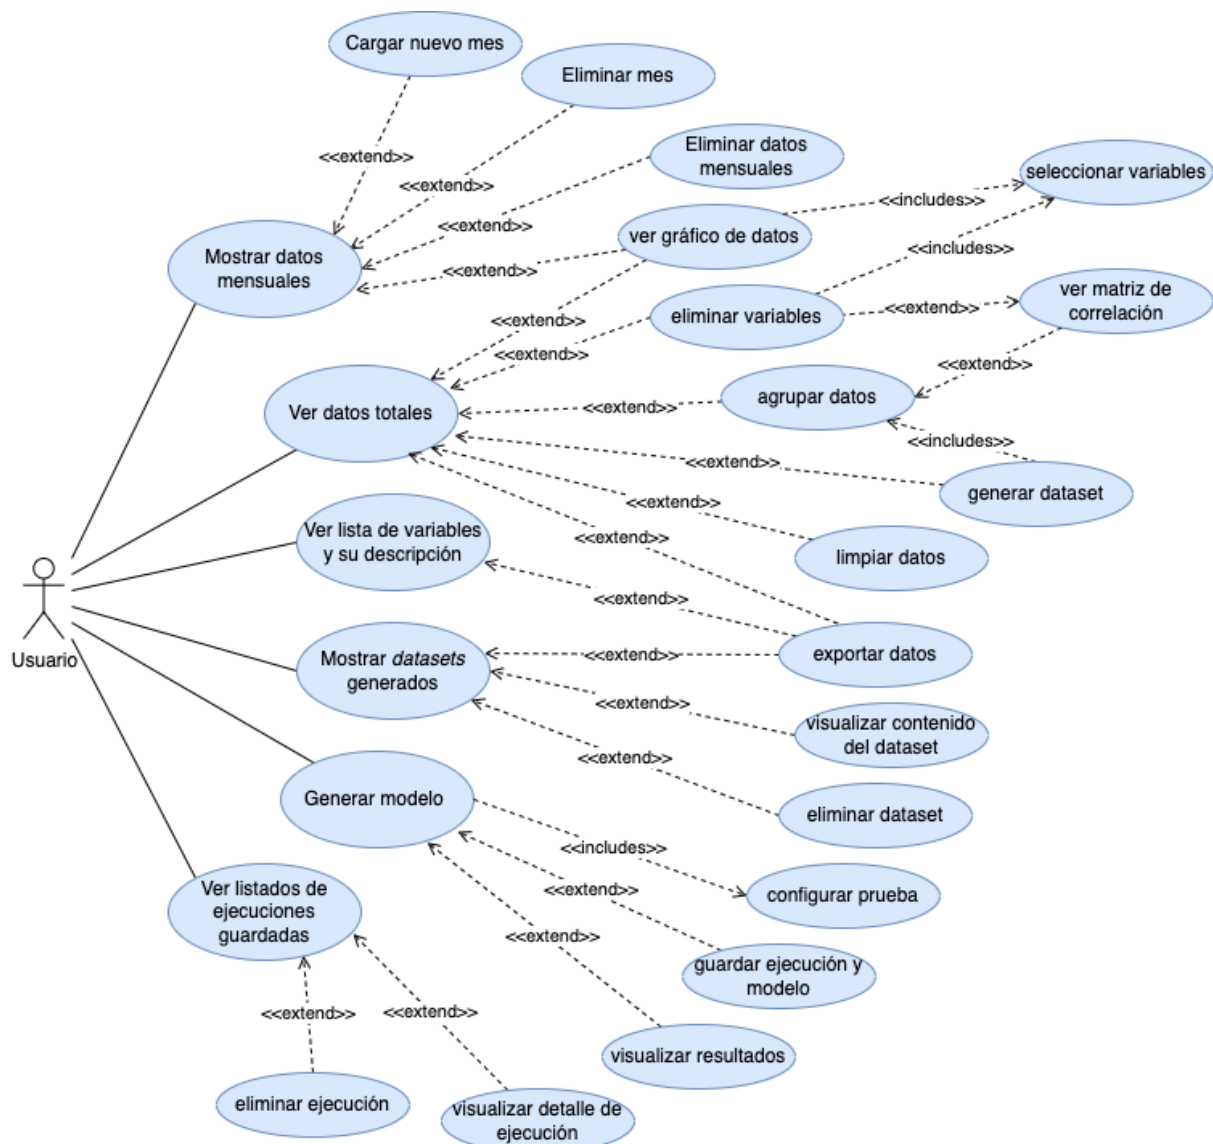 Cargar nuevo mes
Eliminar mes
Eliminar datos
mensuales
<<extend>>
<<extend>>
seleccionar variables
<<includes>>
<<extend>>
ver gráfico de datos
Mostrar datos
mensuales
<<includes>>
<<extend>>
ver matriz de
correlación
eliminar variables
<<extend>>
<<extend>>
<<extend>>
<<extend>>
agrupar datos
<<extend>>
Ver datos totales
<<includes>>
<<extend>>
generar dataset
Ver lista de variables
y su descripción
<<extend>>
<<extend>>
limpiar datos
<<extend>>
Usuario
Mostrar datasets
generados
<<extend>>
exportar datos
<<extend>>
visualizar contenido
del dataset
<<extend>>
Generar modelo
eliminar dataset
<<includes>>
<<extend>>
configurar prueba
Ver listados de
ejecuciones
guardadas
<<extend>>
guardar ejecución y
modelo
<<extend>>
<<extend>>
visualizar resultados
eliminar ejecución
visualizar detalle de
ejecución